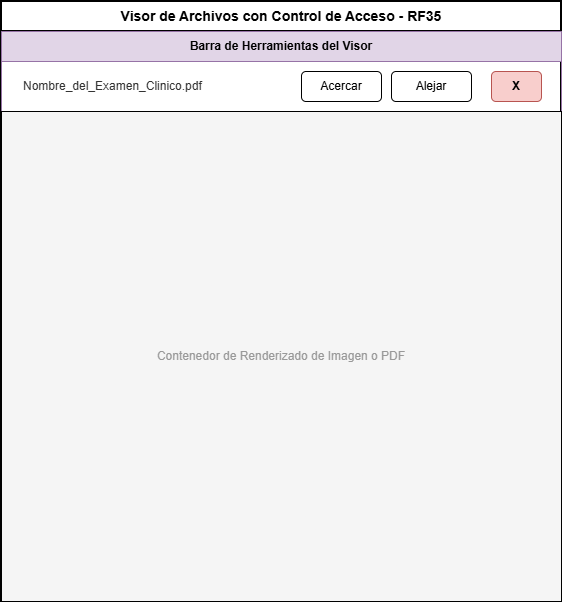 Visor de Archivos con Control de Acceso - RF35
Barra de Herramientas del Visor
Nombre_del_Examen_Clinico.pdf Acercar Alejar X
Contenedor de Renderizado de Imagen o PDF